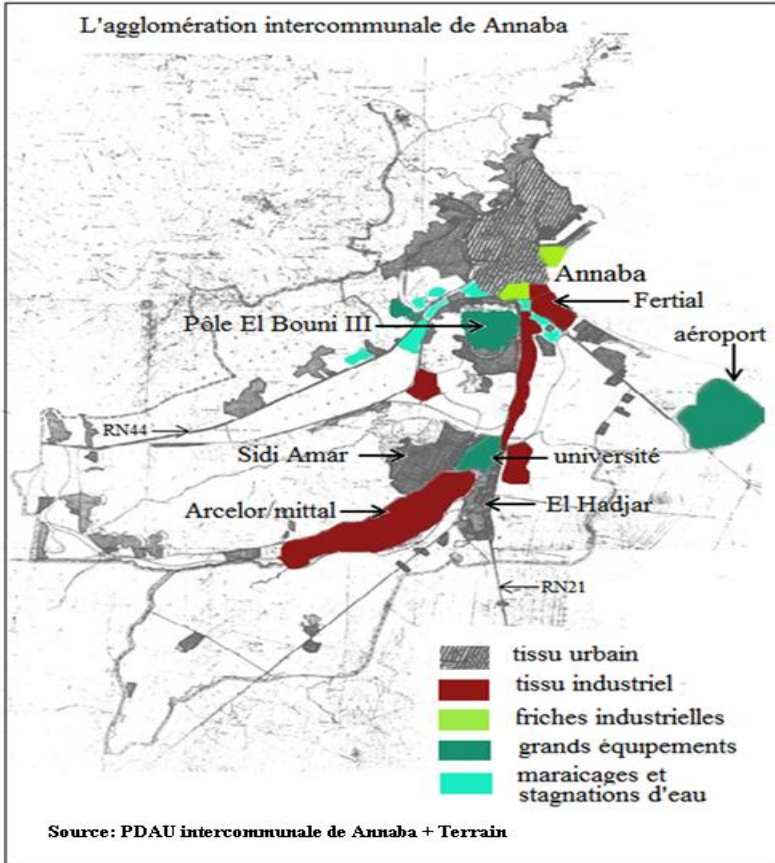 L'agglomération intercommunale de Annaba
Annaba
Fertial
Pôle El Bouni III
aéroport
RN44
Sidi Amar
université
Arcelor/mittal
El Hadjar
RN21
tissu urbain
tissu industriel
friches industrielles
grands équipements
maraicages et
stagnations d'eau
Source: PDAU intercommunale de Annaba + Terrain